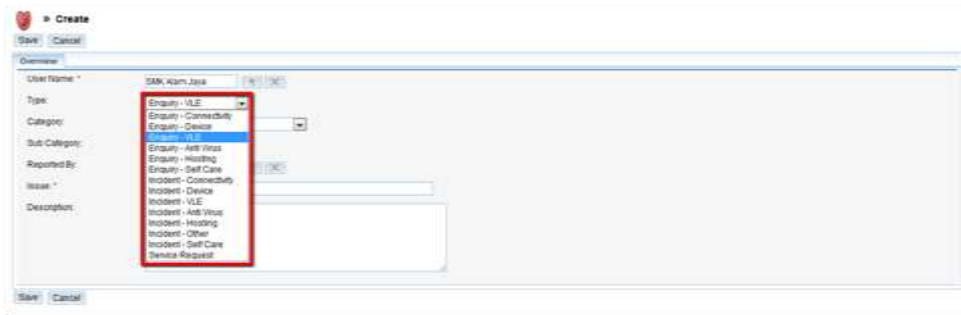 » Create
Save Cancel
Overview
User Name: * SMK Alam Jaya
Type: Enquiry - VLE
Enquiry - Connectivity
Category:
Enquiry - Device
Enquiry - VLE
Sub Category:
Enquiry - Anti Virus
Enquiry - Hosting
Reported By:
Enquiry - Self Care
Incident - Connectivity
Issue: *
Incident - Device
Incident - VLE
Description:
Incident - Anti Virus
Incident - Hosting
Incident - Other
Incident - Self Care
Service Request
Save Cancel